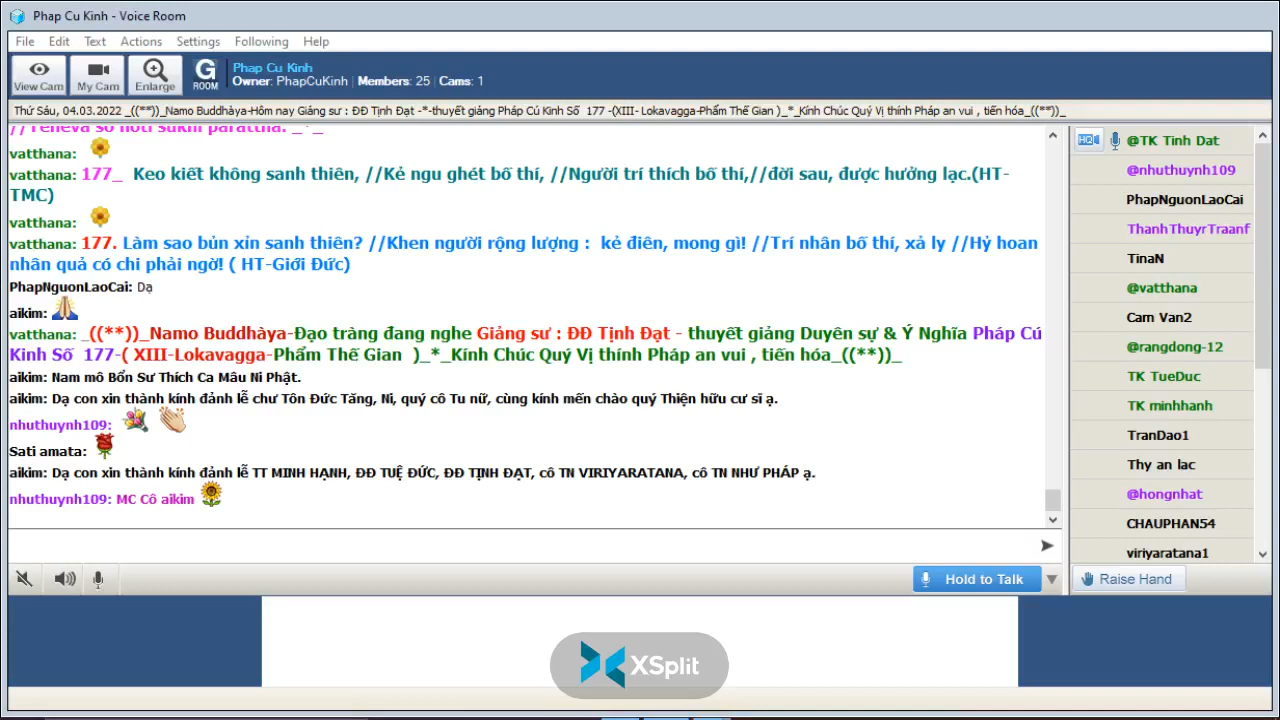 Phap Cu Kinh - Voice Room
File Edit Text Actions Settings Following Help
View Cam My Cam Enlarge G ROOM Phap Cu Kinh
Owner: PhapCuKinh | Members: 25 | Cams: 1
Thứ Sáu, 04.03.2022 _((**))_Namo Buddhàya-Hôm nay Giảng sư : ĐĐ Tịnh Đạt -*-thuyết giảng Pháp Cú Kinh Số 177 -(XIII- Lokavagga-Phẩm Thế Gian )_*_Kính Chúc Quý Vị thính Pháp an vui , tiến hóa_((**))_
//Teneva so hoti sukhī parattha. _*_
vatthana:
vatthana: 177_ Keo kiết không sanh thiên, //Kẻ ngu ghét bố thí, //Người trí thích bố thí,//đời sau, được hưởng lạc.(HT-
TMC)
vatthana:
vatthana: 177. Làm sao bủn xỉn sanh thiên? //Khen người rộng lượng : kẻ điên, mong gì! //Trí nhân bố thí, xả ly //Hỷ hoan
nhân quả có chi phải ngờ! ( HT-Giới Đức)
PhapNguonLaoCai: Dạ
aikim:
vatthana: _((**))_Namo Buddhàya-Đạo tràng đang nghe Giảng sư : ĐĐ Tịnh Đạt - thuyết giảng Duyên sự & Ý Nghĩa Pháp Cú
Kinh Số 177-( XIII-Lokavagga-Phẩm Thế Gian )_*_Kính Chúc Quý Vị thính Pháp an vui , tiến hóa_((**))_
aikim: Nam mô Bổn Sư Thích Ca Mâu Ni Phật.
aikim: Dạ con xin thành kính đảnh lễ chư Tôn Đức Tăng, Ni, quý cô Tu nữ, cùng kính mến chào quý Thiện hữu cư sĩ ạ.
nhuthuynh109:
Sati amata:
aikim: Dạ con xin thành kính đảnh lễ TT MINH HẠNH, ĐĐ TUỆ ĐỨC, ĐĐ TỊNH ĐẠT, cô TN VIRIYARATANA, cô TN NHƯ PHÁP ạ.
nhuthuynh109: MC Cô aikim
HQ @TK Tinh Dat
@nhuthuynh109
PhapNguonLaoCai
ThanhThuyrTraanf
TinaN
@vatthana
Cam Van2
@rangdong-12
TK TueDuc
TK minhhanh
TranDao1
Thy an lac
@hongnhat
CHAUPHAN54
viriyaratana1
Hold to Talk
Raise Hand
XSplit